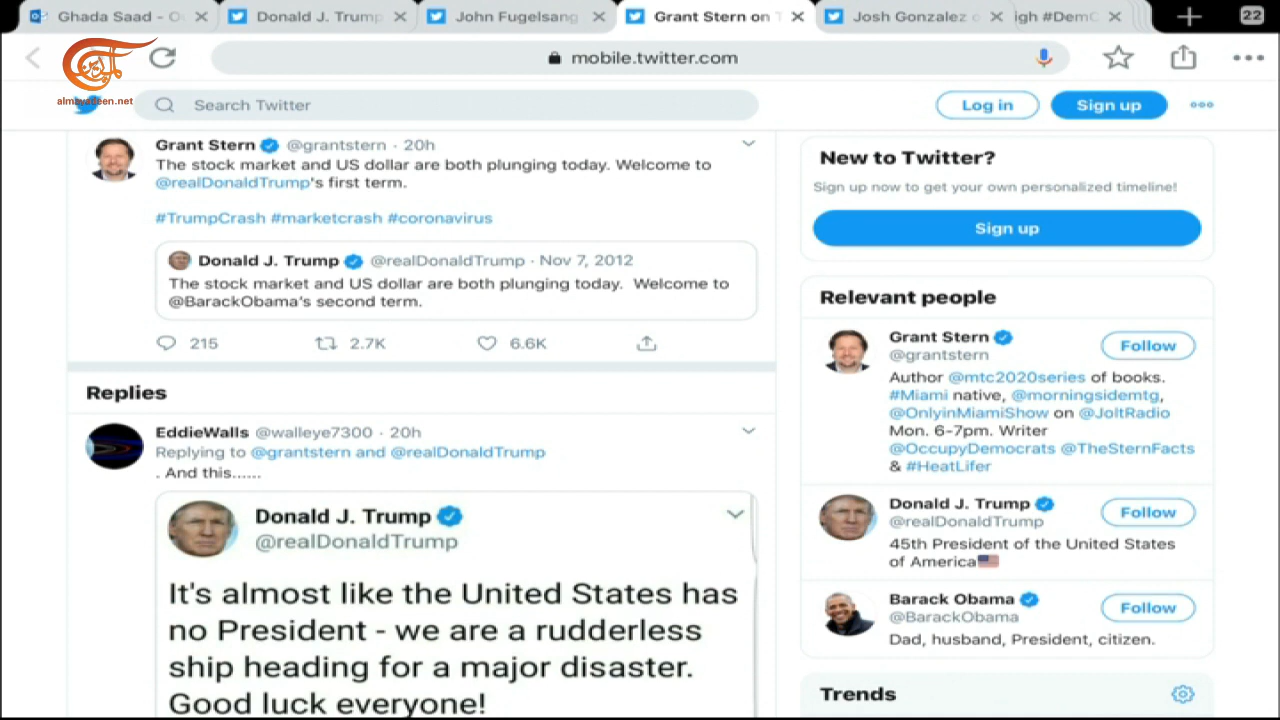 Ghada Saad - O
Donald J. Trump
John Fugelsang
Grant Stern on T
Josh Gonzalez o
igh #DemC
22
mobile.twitter.com
الميادين
almayadeen.net
Search Twitter
Log in
Sign up
Grant Stern @grantstern · 20h
The stock market and US dollar are both plunging today. Welcome to
@realDonaldTrump's first term.
#TrumpCrash #marketcrash #coronavirus
Donald J. Trump @realDonaldTrump · Nov 7, 2012
The stock market and US dollar are both plunging today. Welcome to
@BarackObama's second term.
215 2.7K 6.6K
Replies
EddieWalls @walleye7300 · 20h
Replying to @grantstern and @realDonaldTrump
. And this......
Donald J. Trump
@realDonaldTrump
It's almost like the United States has
no President - we are a rudderless
ship heading for a major disaster.
Good luck everyone!
New to Twitter?
Sign up now to get your own personalized timeline!
Sign up
Relevant people
Grant Stern
@grantstern
Follow
Author @mtc2020series of books.
#Miami native, @morningsidemtg,
@OnlyinMiamiShow on @JoltRadio
Mon. 6-7pm. Writer
@OccupyDemocrats @TheSternFacts
& #HeatLifer
Donald J. Trump
@realDonaldTrump
Follow
45th President of the United States
of America🇺🇸
Barack Obama
@BarackObama
Follow
Dad, husband, President, citizen.
Trends